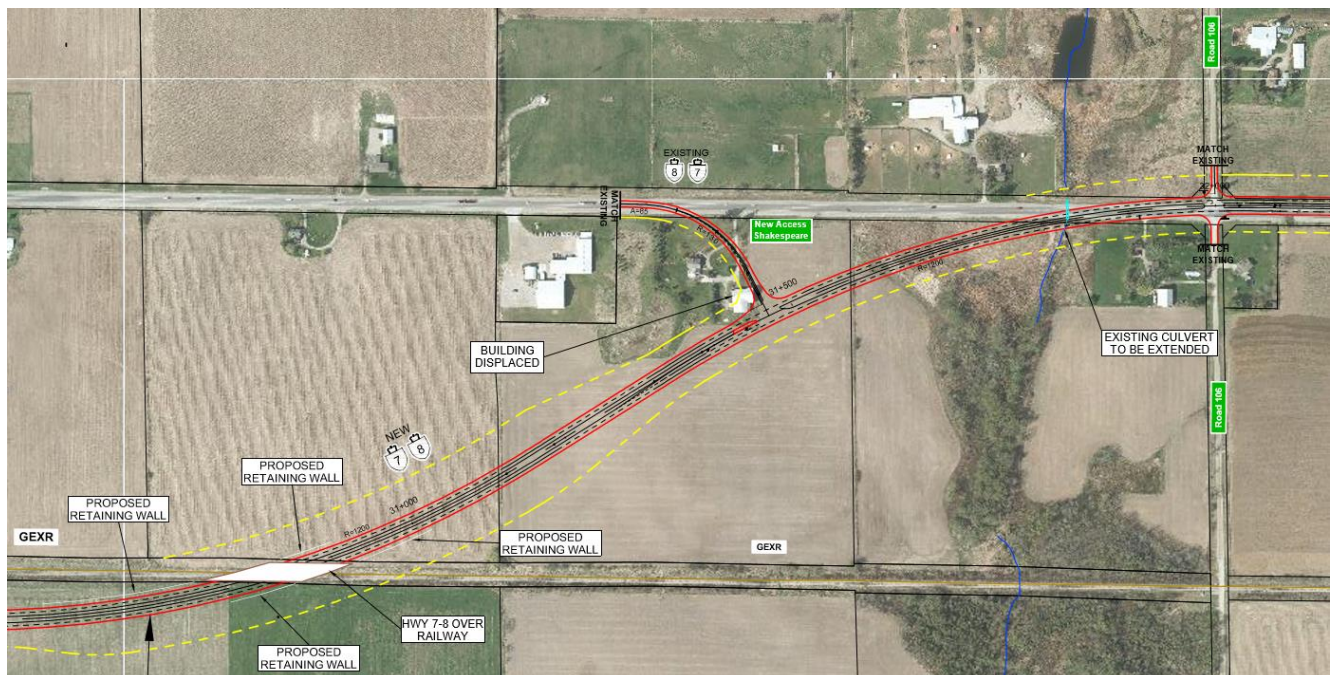 Road 106
MATCH
EXISTING
EXISTING
8 7
MATCH
EXISTING
A=65
New Access
Shakespeare
31+500
R=1200
MATCH
EXISTING
BUILDING
DISPLACED
EXISTING CULVERT
TO BE EXTENDED
Road 106
NEW
7 8
PROPOSED
RETAINING WALL
PROPOSED
RETAINING WALL
31+000
R=1200
PROPOSED
RETAINING WALL
GEXR
GEXR
HWY 7-8 OVER
RAILWAY
PROPOSED
RETAINING WALL